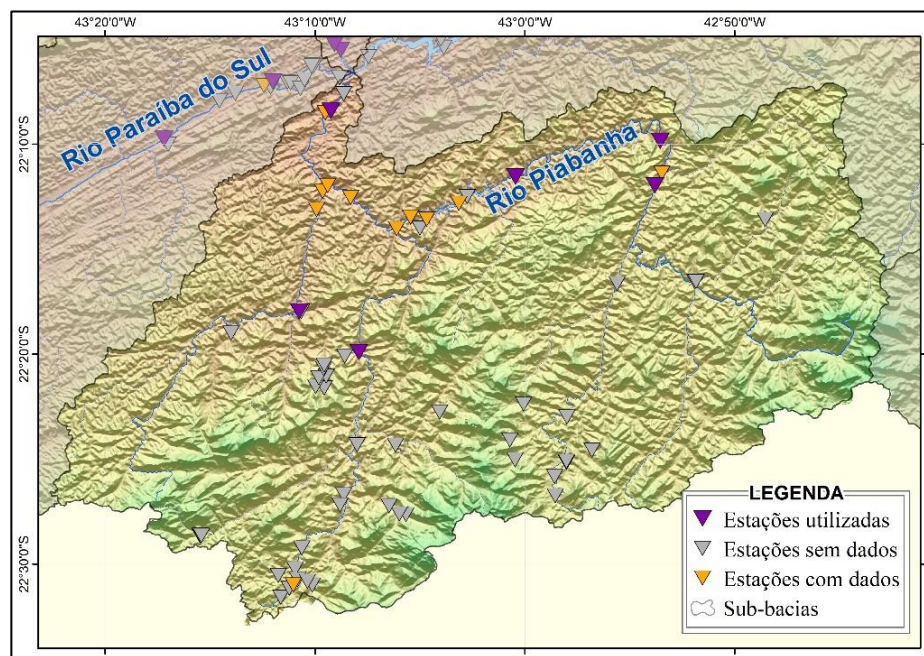 43°20'0"W 43°10'0"W 43°0'0"W 42°50'0"W
Rio Paraíba do Sul
Rio Piabanha
22°10'0"S
22°20'0"S
22°30'0"S
LEGENDA
Estações utilizadas
Estações sem dados
Estações com dados
Sub-bacias